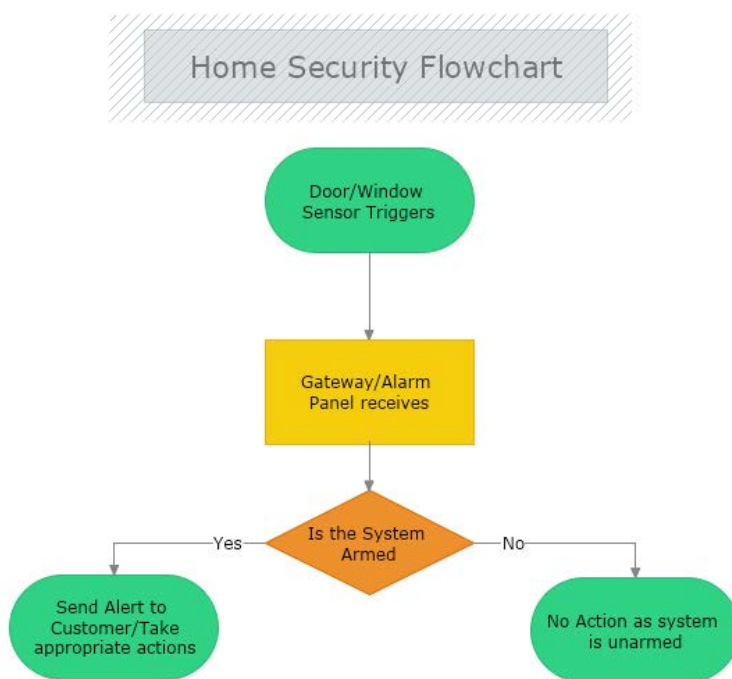 Home Security Flowchart
Door/Window
Sensor Triggers
Gateway/Alarm
Panel receives
Is the System
Armed
Yes
No
Send Alert to
Customer/Take
appropriate actions
No Action as system
is unarmed